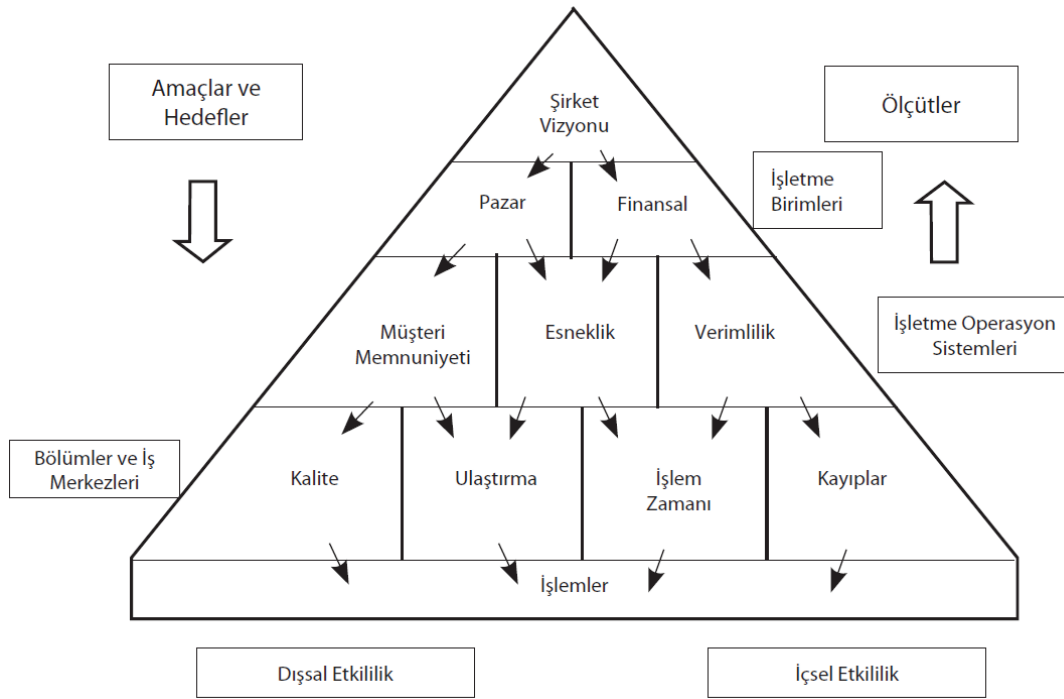 Amaçlar ve
Hedefler
Şirket
Vizyonu
Ölçütler
İşletme
Birimleri
Pazar
Finansal
Müşteri
Memnuniyeti
Esneklik
Verimlilik
İşletme Operasyon
Sistemleri
Bölümler ve İş
Merkezleri
Kalite
Ulaştırma
İşlem
Zamanı
Kayıplar
İşlemler
Dışsal Etkililik
İçsel Etkililik